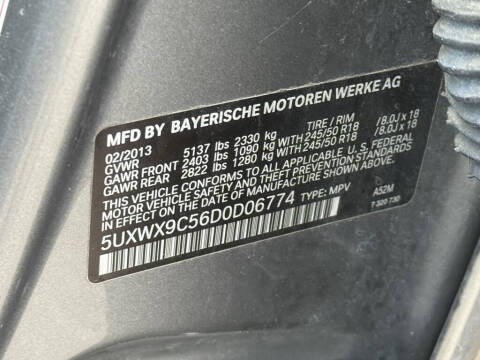 MFD BY BAYERISCHE MOTOREN WERKE AG
02/2013 5137 lbs 2330 kg TIRE / RIM
GVWR
GAWR FRONT 2403 lbs 1090 kg WITH 245/50 R18 /8.0J x 18
GAWR REAR 2822 lbs 1280 kg WITH 245/50 R18 /8.0J x 18
THIS VEHICLE CONFORMS TO ALL APPLICABLE U.S. FEDERAL
MOTOR VEHICLE SAFETY, BUMPER, AND THEFT PREVENTION
STANDARDS IN EFFECT ON THE DATE OF MANUFACTURE SHOWN ABOVE.
5UXWX9C56D0D06774 TYPE: MPV A52M
T 320 730